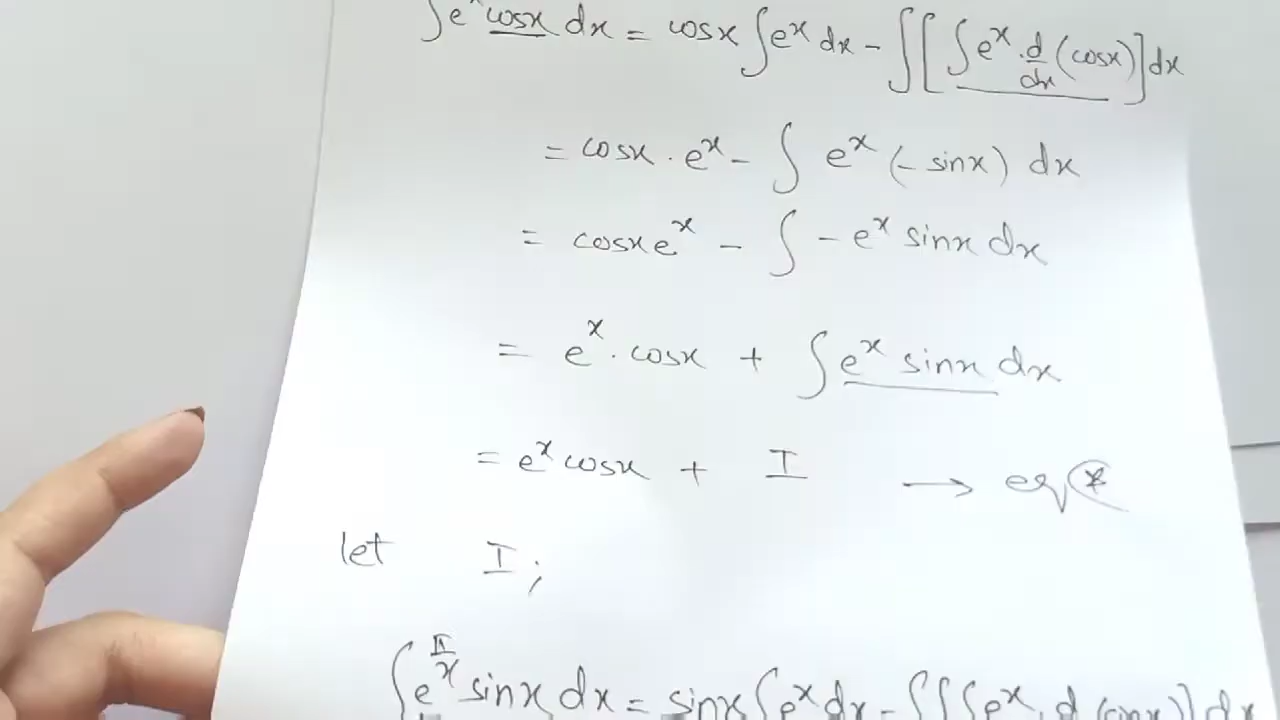 ∫e^x cosx dx = cosx ∫e^x dx - ∫[∫e^x . d/dx (cosx)] dx
= cosx . e^x - ∫ e^x (- sinx) dx
= cosx e^x - ∫ - e^x sinx dx
= e^x . cosx + ∫e^x sinx dx
= e^x cosx + I → eq *
let I ;
∫e^x sinx dx = sinx ∫e^x dx - ∫[∫e^x . d (sinx)] dx